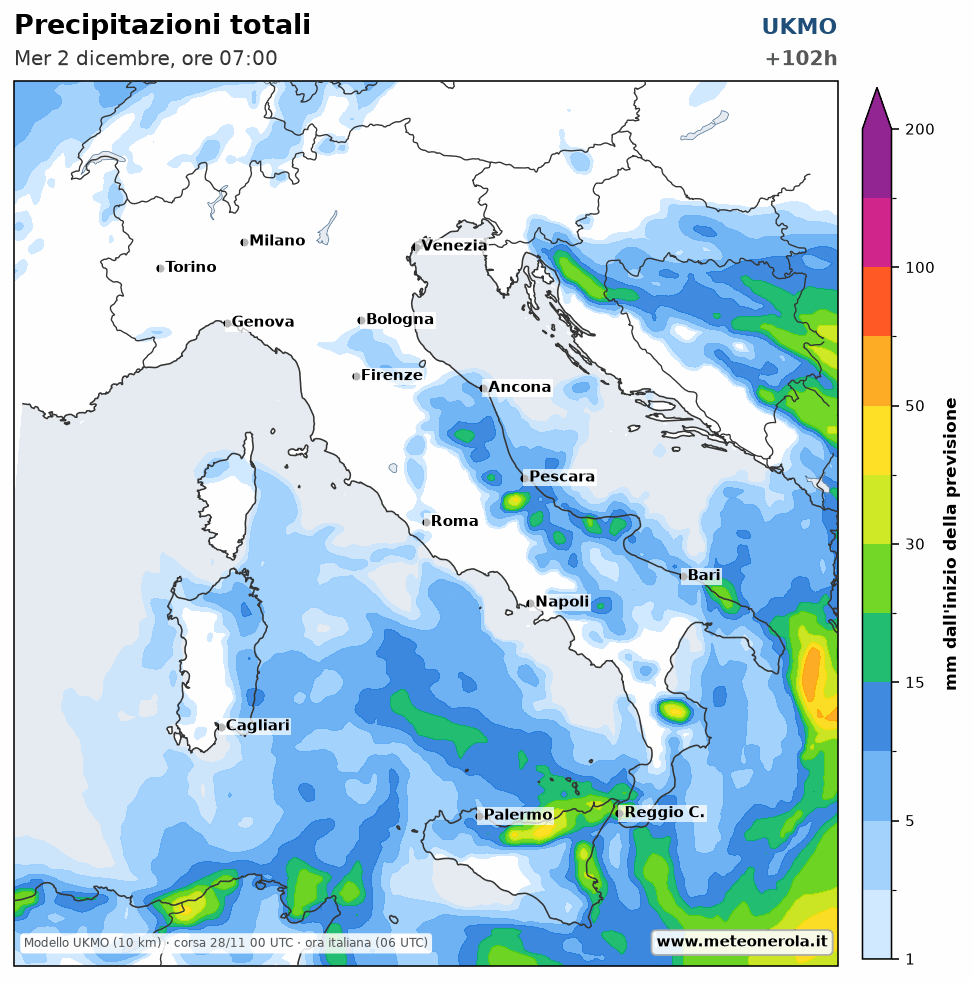 Precipitazioni totali
UKMO
Mer 2 dicembre, ore 07:00
+102h
200
100
50
30
15
5
1
mm dall'inizio della previsione
Milano
Venezia
Torino
Genova
Bologna
Firenze
Ancona
Pescara
Roma
Bari
Napoli
Cagliari
Palermo
Reggio C.
Modello UKMO (10 km) · corsa 28/11 00 UTC · ora italiana (06 UTC)
www.meteonerola.it